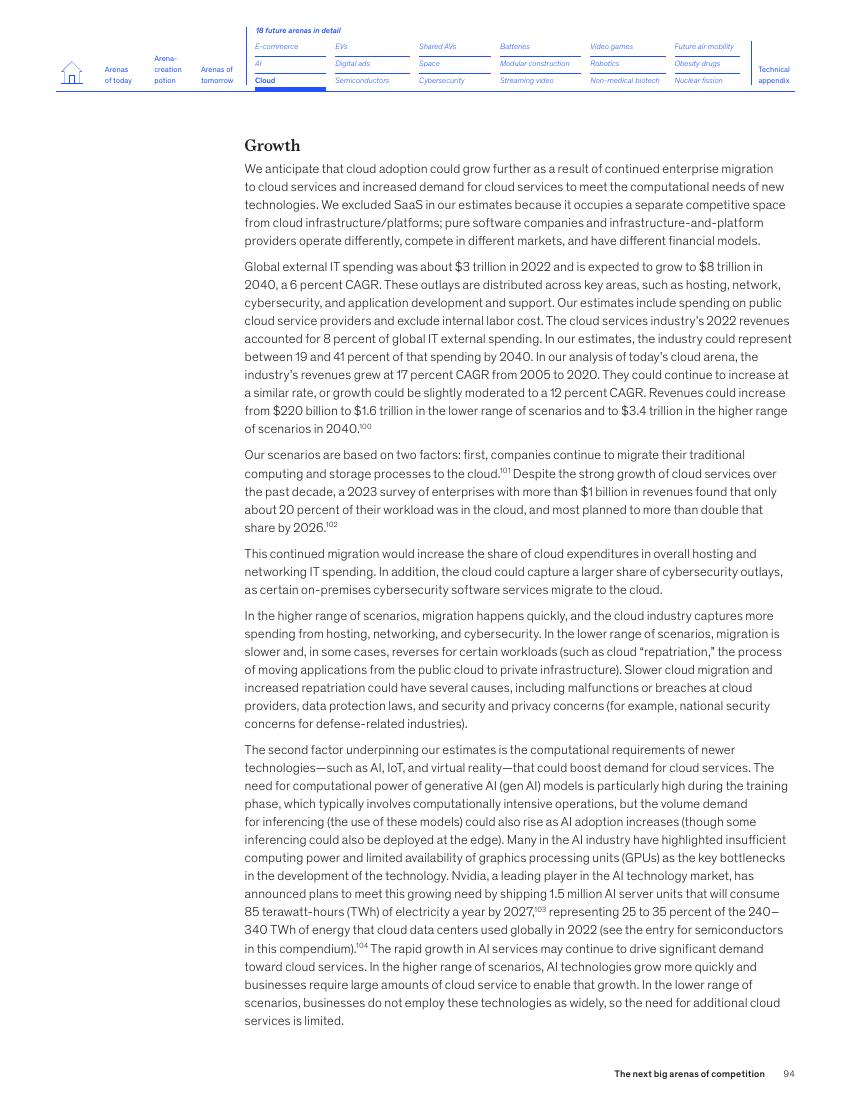 18 future arenas in detail
Arenas
of today
Arena-
creation
potion
Arenas of
tomorrow
E-commerce
EVs
Shared AVs
Batteries
Video games
Future air mobility
AI
Digital ads
Space
Modular construction
Robotics
Obesity drugs
Cloud
Semiconductors
Cybersecurity
Streaming video
Non-medical biotech
Nuclear fission
Technical
appendix
Growth
We anticipate that cloud adoption could grow further as a result of continued enterprise migration
to cloud services and increased demand for cloud services to meet the computational needs of new
technologies. We excluded SaaS in our estimates because it occupies a separate competitive space
from cloud infrastructure/platforms; pure software companies and infrastructure-and-platform
providers operate differently, compete in different markets, and have different financial models.
Global external IT spending was about $3 trillion in 2022 and is expected to grow to $8 trillion in
2040, a 6 percent CAGR. These outlays are distributed across key areas, such as hosting, network,
cybersecurity, and application development and support. Our estimates include spending on public
cloud service providers and exclude internal labor cost. The cloud services industry's 2022 revenues
accounted for 8 percent of global IT external spending. In our estimates, the industry could represent
between 19 and 41 percent of that spending by 2040. In our analysis of today's cloud arena, the
industry's revenues grew at 17 percent CAGR from 2005 to 2020. They could continue to increase at
a similar rate, or growth could be slightly moderated to a 12 percent CAGR. Revenues could increase
from $220 billion to $1.6 trillion in the lower range of scenarios and to $3.4 trillion in the higher range
of scenarios in 2040.100
Our scenarios are based on two factors: first, companies continue to migrate their traditional
computing and storage processes to the cloud.101 Despite the strong growth of cloud services over
the past decade, a 2023 survey of enterprises with more than $1 billion in revenues found that only
about 20 percent of their workload was in the cloud, and most planned to more than double that
share by 2026.102
This continued migration would increase the share of cloud expenditures in overall hosting and
networking IT spending. In addition, the cloud could capture a larger share of cybersecurity outlays,
as certain on-premises cybersecurity software services migrate to the cloud.
In the higher range of scenarios, migration happens quickly, and the cloud industry captures more
spending from hosting, networking, and cybersecurity. In the lower range of scenarios, migration is
slower and, in some cases, reverses for certain workloads (such as cloud “repatriation,” the process
of moving applications from the public cloud to private infrastructure). Slower cloud migration and
increased repatriation could have several causes, including malfunctions or breaches at cloud
providers, data protection laws, and security and privacy concerns (for example, national security
concerns for defense-related industries).
The second factor underpinning our estimates is the computational requirements of newer
technologies—such as AI, IoT, and virtual reality—that could boost demand for cloud services. The
need for computational power of generative AI (gen AI) models is particularly high during the training
phase, which typically involves computationally intensive operations, but the volume demand
for inferencing (the use of these models) could also rise as AI adoption increases (though some
inferencing could also be deployed at the edge). Many in the AI industry have highlighted insufficient
computing power and limited availability of graphics processing units (GPUs) as the key bottlenecks
in the development of the technology. Nvidia, a leading player in the AI technology market, has
announced plans to meet this growing need by shipping 1.5 million AI server units that will consume
85 terawatt-hours (TWh) of electricity a year by 2027,103 representing 25 to 35 percent of the 240–
340 TWh of energy that cloud data centers used globally in 2022 (see the entry for semiconductors
in this compendium).104 The rapid growth in AI services may continue to drive significant demand
toward cloud services. In the higher range of scenarios, AI technologies grow more quickly and
businesses require large amounts of cloud service to enable that growth. In the lower range of
scenarios, businesses do not employ these technologies as widely, so the need for additional cloud
services is limited.
The next big arenas of competition 94